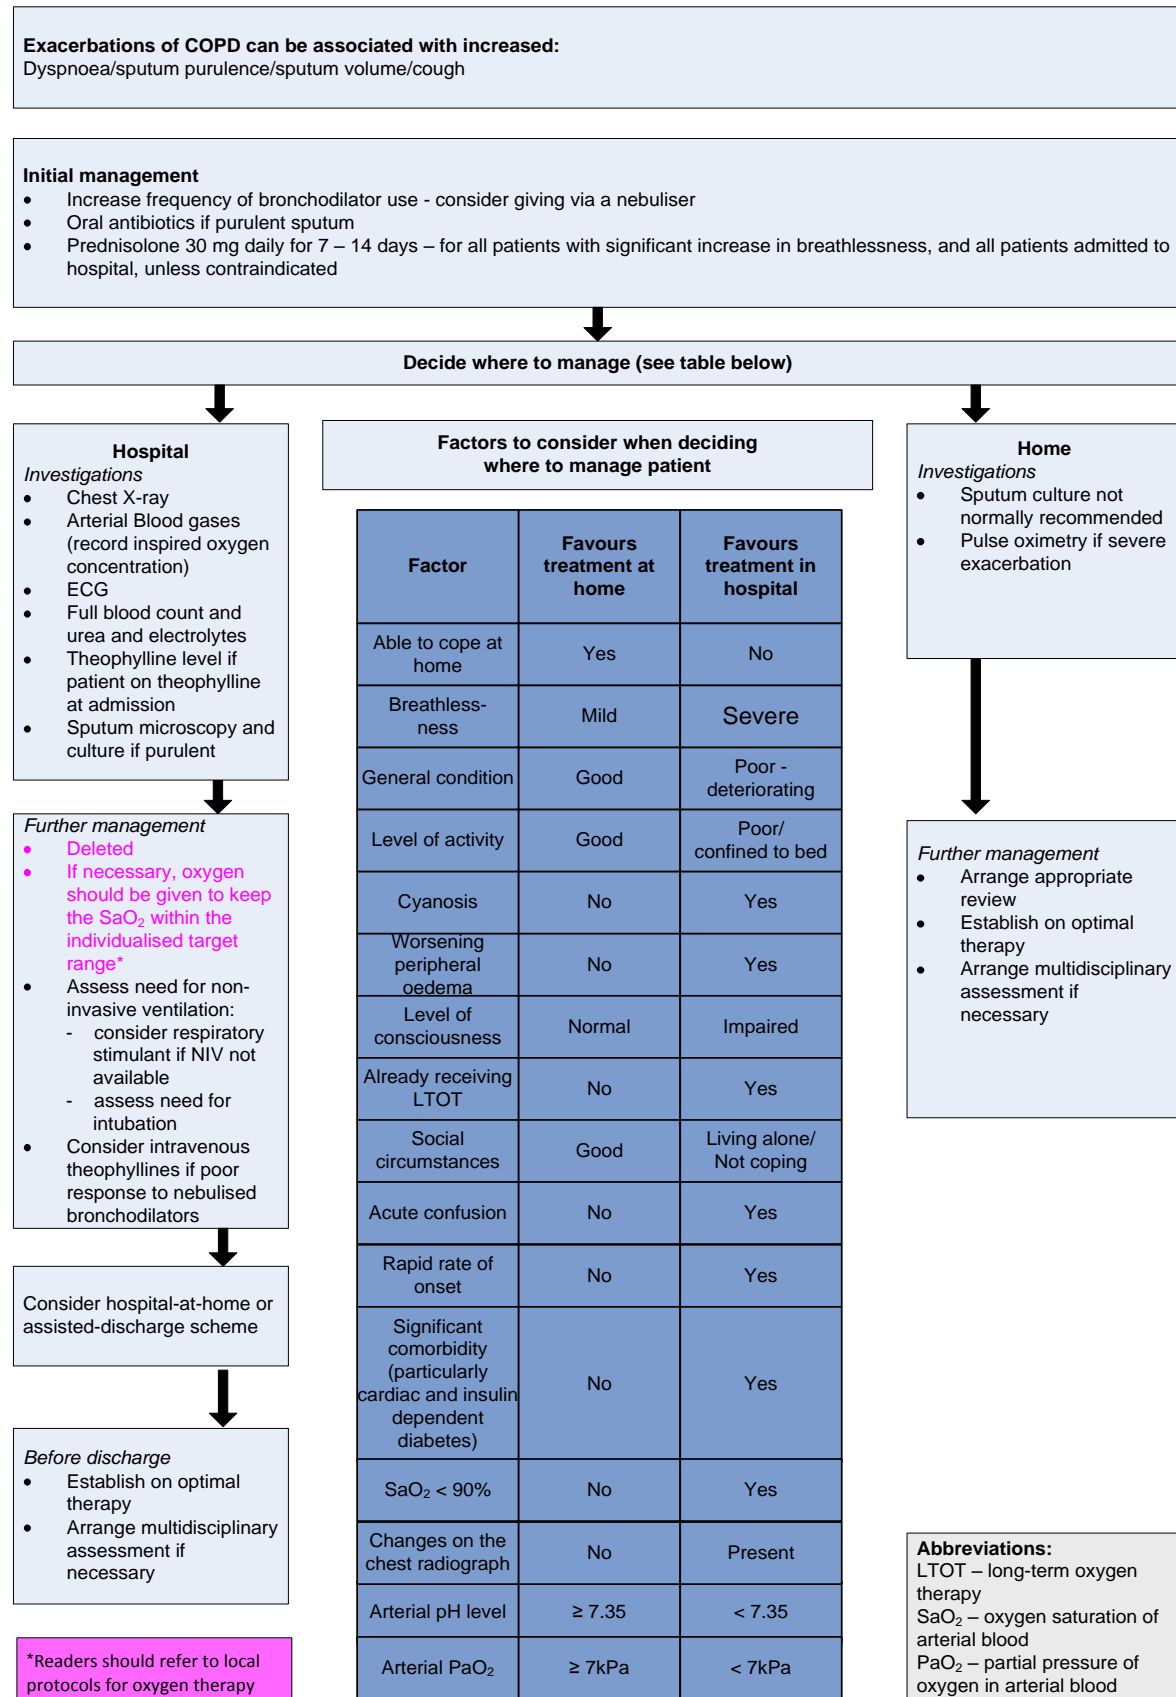 Exacerbations of COPD can be associated with increased:
Dyspnoea/sputum purulence/sputum volume/cough
Initial management
• Increase frequency of bronchodilator use - consider giving via a nebuliser
• Oral antibiotics if purulent sputum
• Prednisolone 30 mg daily for 7 – 14 days – for all patients with significant increase in breathlessness, and all patients admitted to
hospital, unless contraindicated
Decide where to manage (see table below)
Hospital
Investigations
• Chest X-ray
• Arterial Blood gases
(record inspired oxygen
concentration)
• ECG
• Full blood count and
urea and electrolytes
• Theophylline level if
patient on theophylline
at admission
• Sputum microscopy and
culture if purulent
Further management
• Deleted
• If necessary, oxygen
should be given to keep
the SaO₂ within the
individualised target
range*
• Assess need for non-
invasive ventilation:
- consider respiratory
stimulant if NIV not
available
- assess need for
intubation
• Consider intravenous
theophyllines if poor
response to nebulised
bronchodilators
Consider hospital-at-home or
assisted-discharge scheme
Before discharge
• Establish on optimal
therapy
• Arrange multidisciplinary
assessment if
necessary
*Readers should refer to local
protocols for oxygen therapy
Factors to consider when deciding
where to manage patient
Factor
Favours
treatment at
home
Favours
treatment in
hospital
Able to cope at
home
Yes
No
Breathless-
ness
Mild
Severe
General condition
Good
Poor -
deteriorating
Level of activity
Good
Poor/
confined to bed
Cyanosis
No
Yes
Worsening
peripheral
oedema
No
Yes
Level of
consciousness
Normal
Impaired
Already receiving
LTOT
No
Yes
Social
circumstances
Good
Living alone/
Not coping
Acute confusion
No
Yes
Rapid rate of
onset
No
Yes
Significant
comorbidity
(particularly
cardiac and insulin
dependent
diabetes)
No
Yes
SaO₂ < 90%
No
Yes
Changes on the
chest radiograph
No
Present
Arterial pH level
≥ 7.35
< 7.35
Arterial PaO₂
≥ 7kPa
< 7kPa
Home
Investigations
• Sputum culture not
normally recommended
• Pulse oximetry if severe
exacerbation
Further management
• Arrange appropriate
review
• Establish on optimal
therapy
• Arrange multidisciplinary
assessment if
necessary
Abbreviations:
LTOT – long-term oxygen
therapy
SaO₂ – oxygen saturation of
arterial blood
PaO₂ – partial pressure of
oxygen in arterial blood